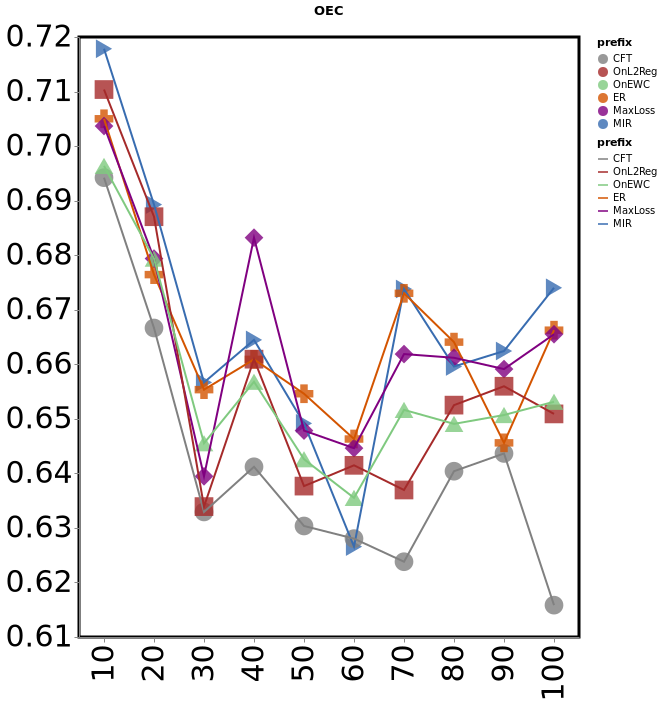 OEC
0.72
0.71
0.70
0.69
0.68
0.67
0.66
0.65
0.64
0.63
0.62
0.61
10
20
30
40
50
60
70
80
90
100
prefix
CFT
OnL2Reg
OnEWC
ER
MaxLoss
MIR
prefix
CFT
OnL2Reg
OnEWC
ER
MaxLoss
MIR